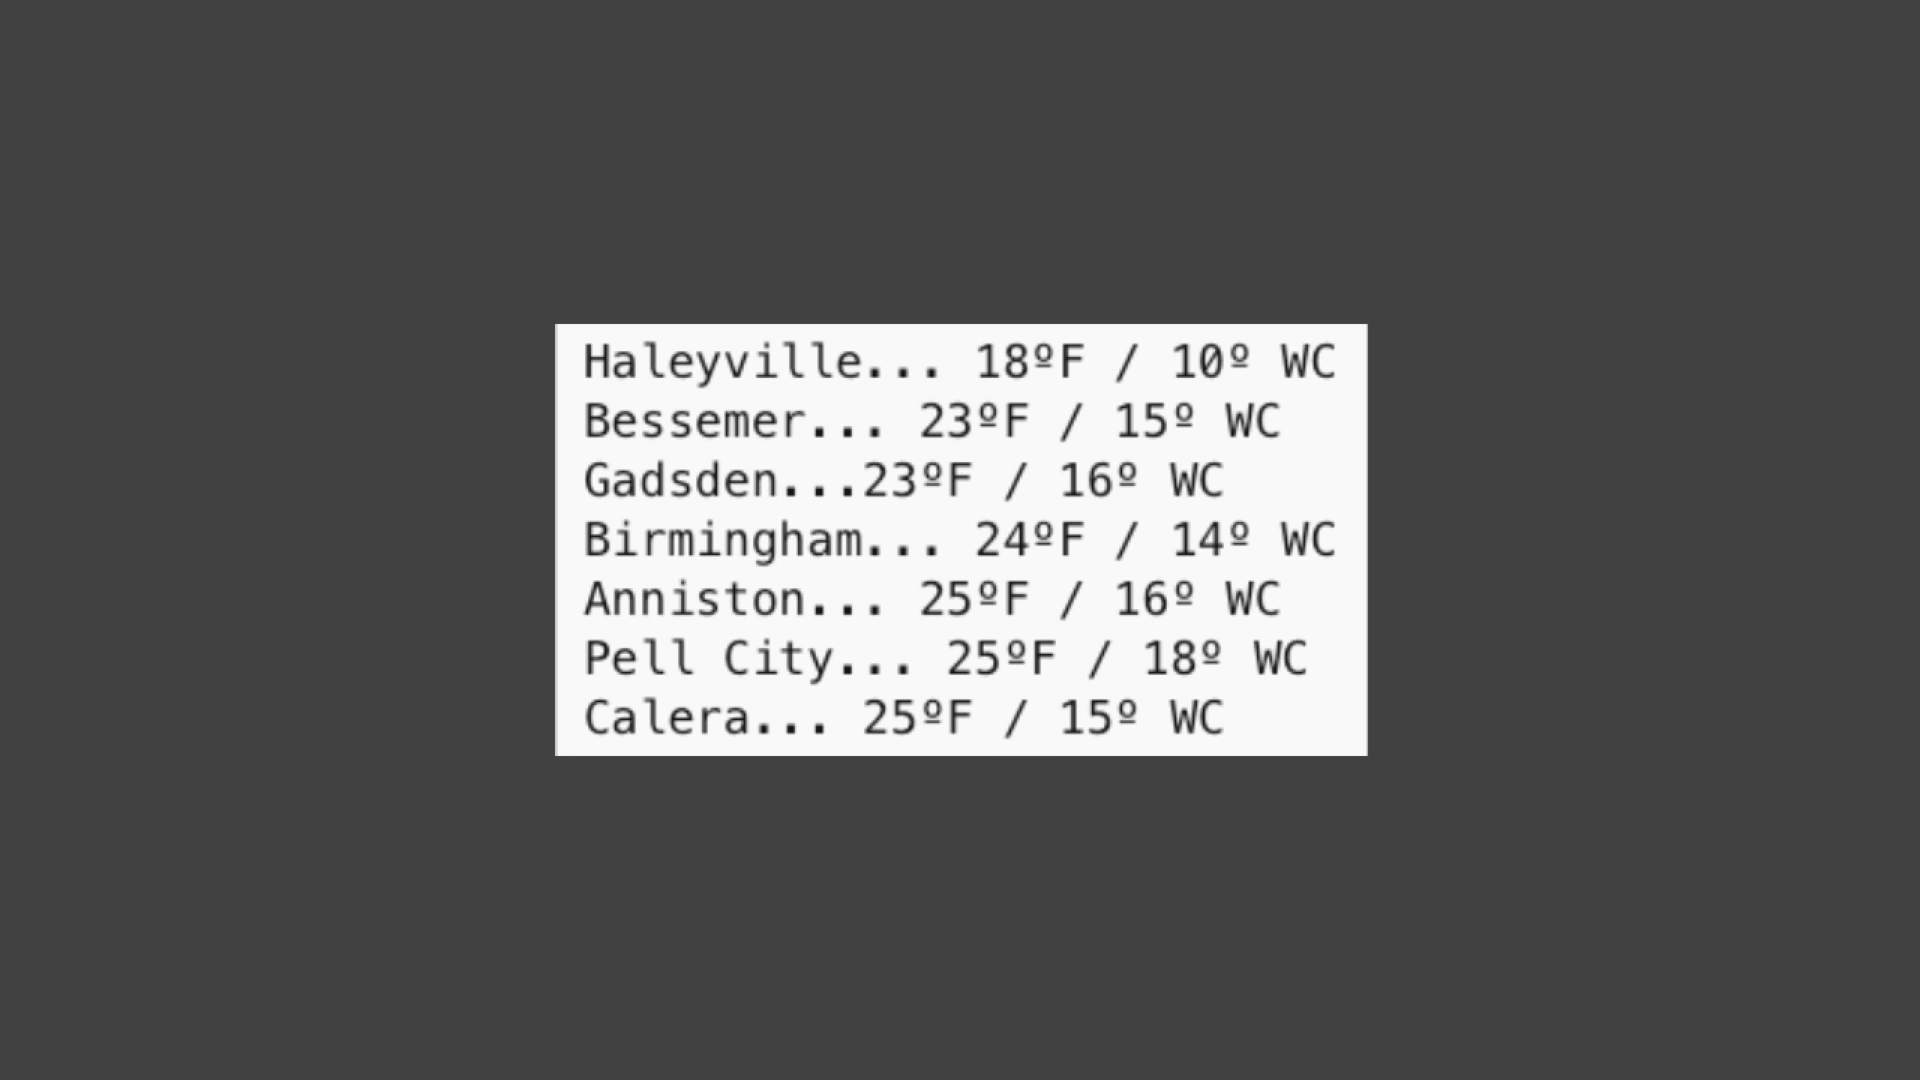 Haleyville... 18ºF / 10º WC
Bessemer... 23ºF / 15º WC
Gadsden...23ºF / 16º WC
Birmingham... 24ºF / 14º WC
Anniston... 25ºF / 16º WC
Pell City... 25ºF / 18º WC
Calera... 25ºF / 15º WC